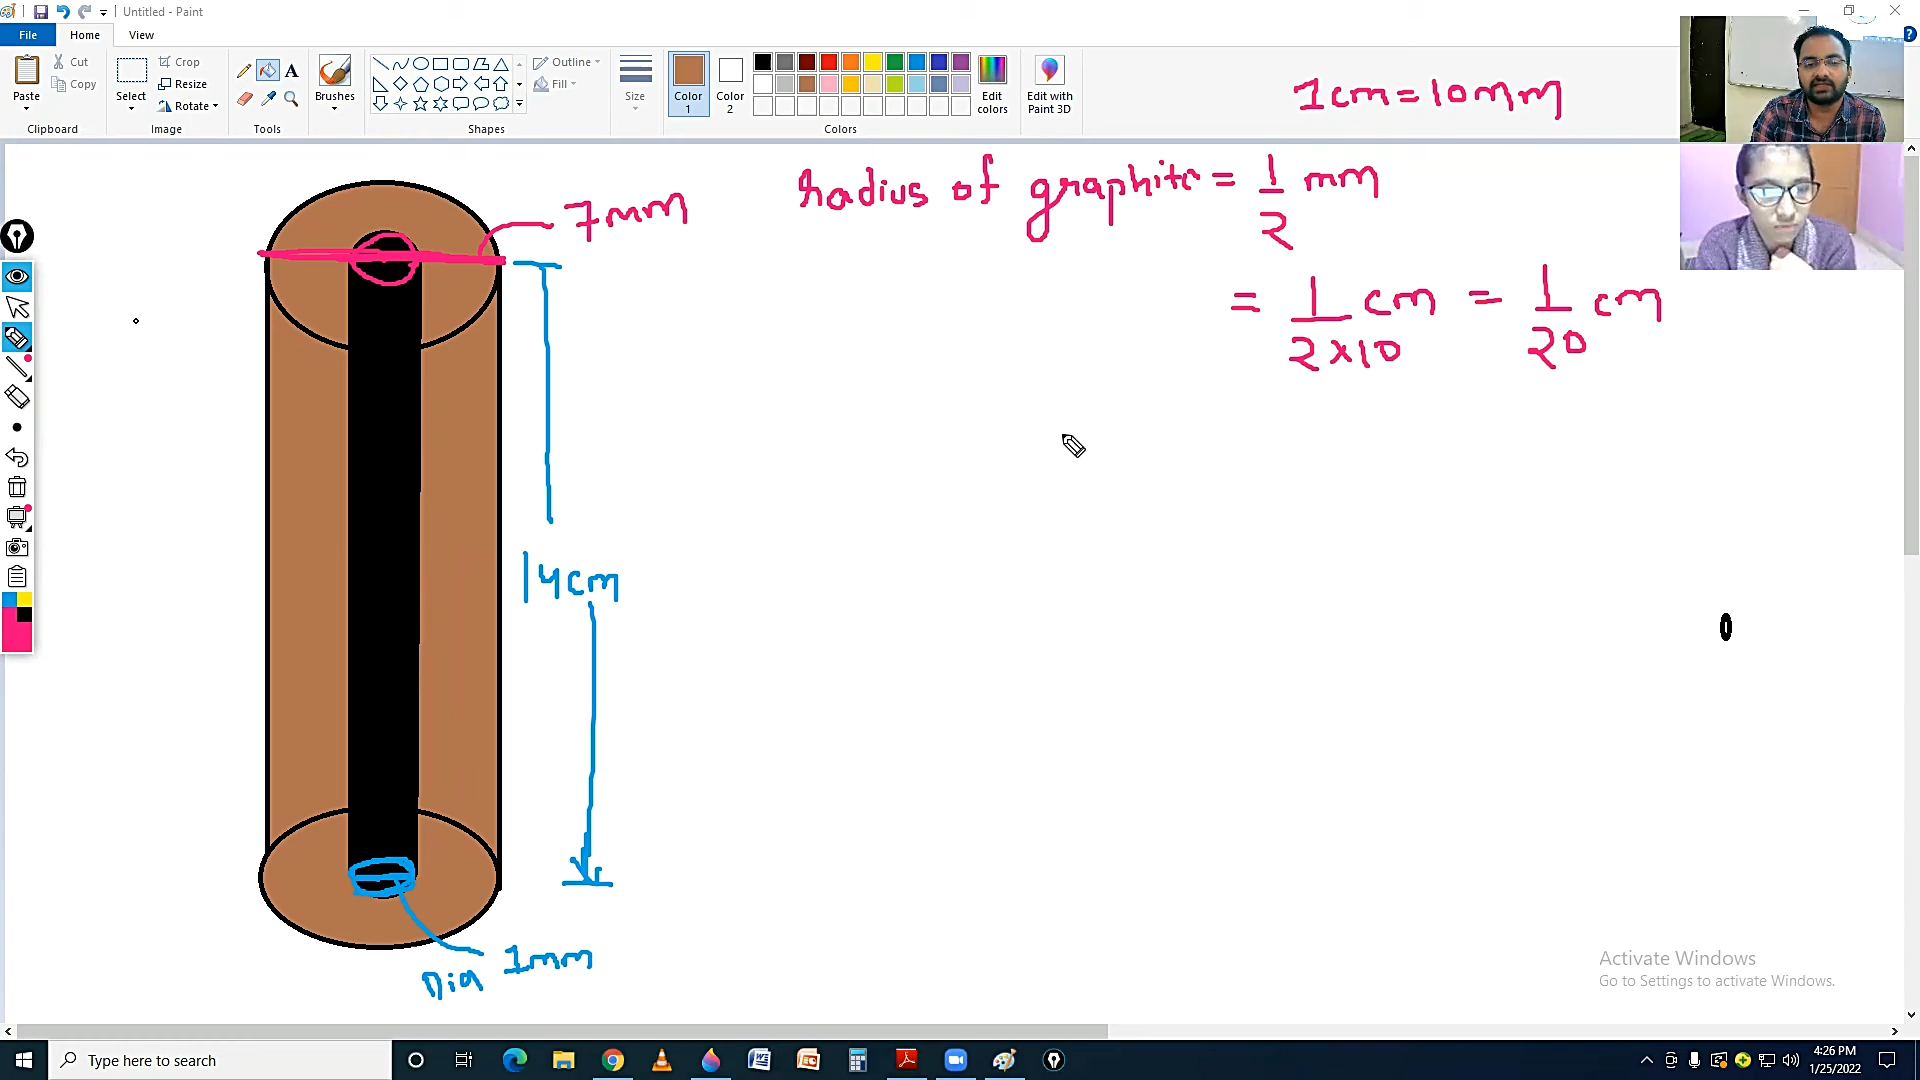 Untitled - Paint
File Home View
Paste
Cut
Copy
Clipboard
Select
Crop
Resize
Rotate
Image
Tools
Brushes
Shapes
Outline
Fill
Size
Color 1
Color 2
Colors
Edit colors
Edit with Paint 3D
1cm=10mm
radius of graphite = 1/2 mm
= 1/2×10 cm = 1/20 cm
7mm
14cm
Dia 1mm
0
Activate Windows
Go to Settings to activate Windows.
Type here to search
4:26 PM
1/25/2022